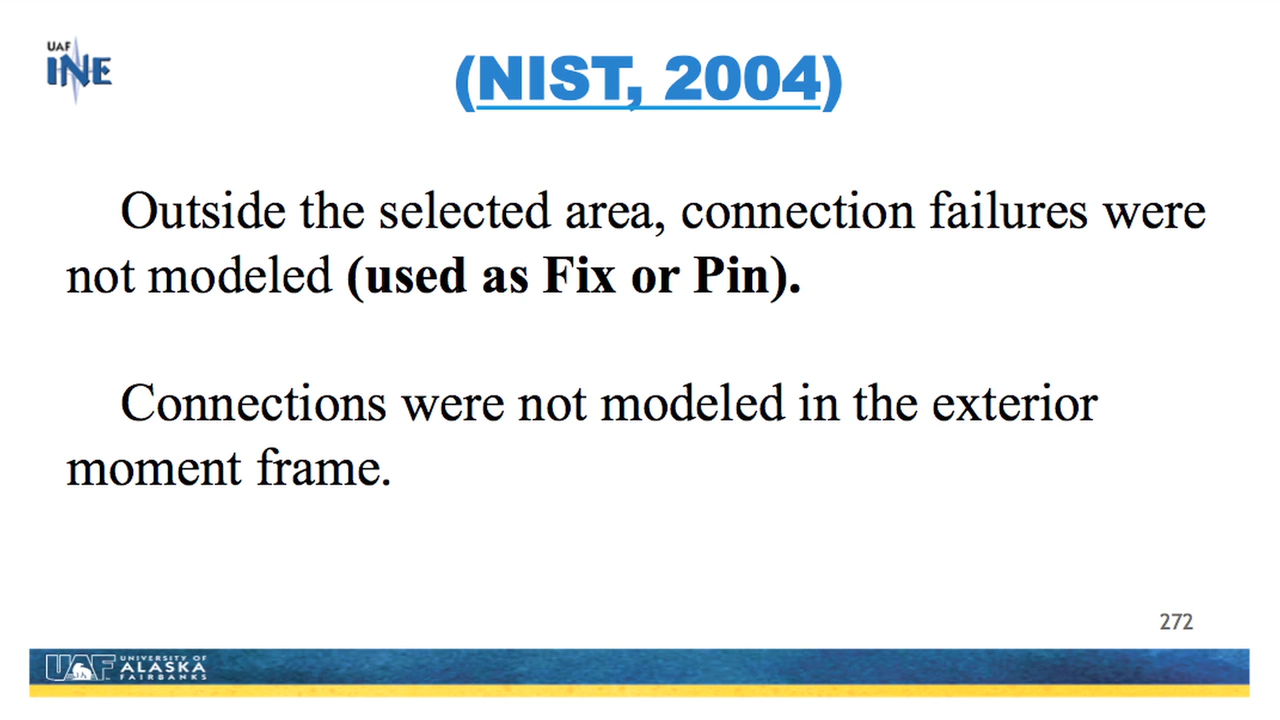 UAF
INE
(NIST, 2004)
Outside the selected area, connection failures were
not modeled (used as Fix or Pin).
Connections were not modeled in the exterior
moment frame.
272
UAF UNIVERSITY OF
ALASKA
FAIRBANKS